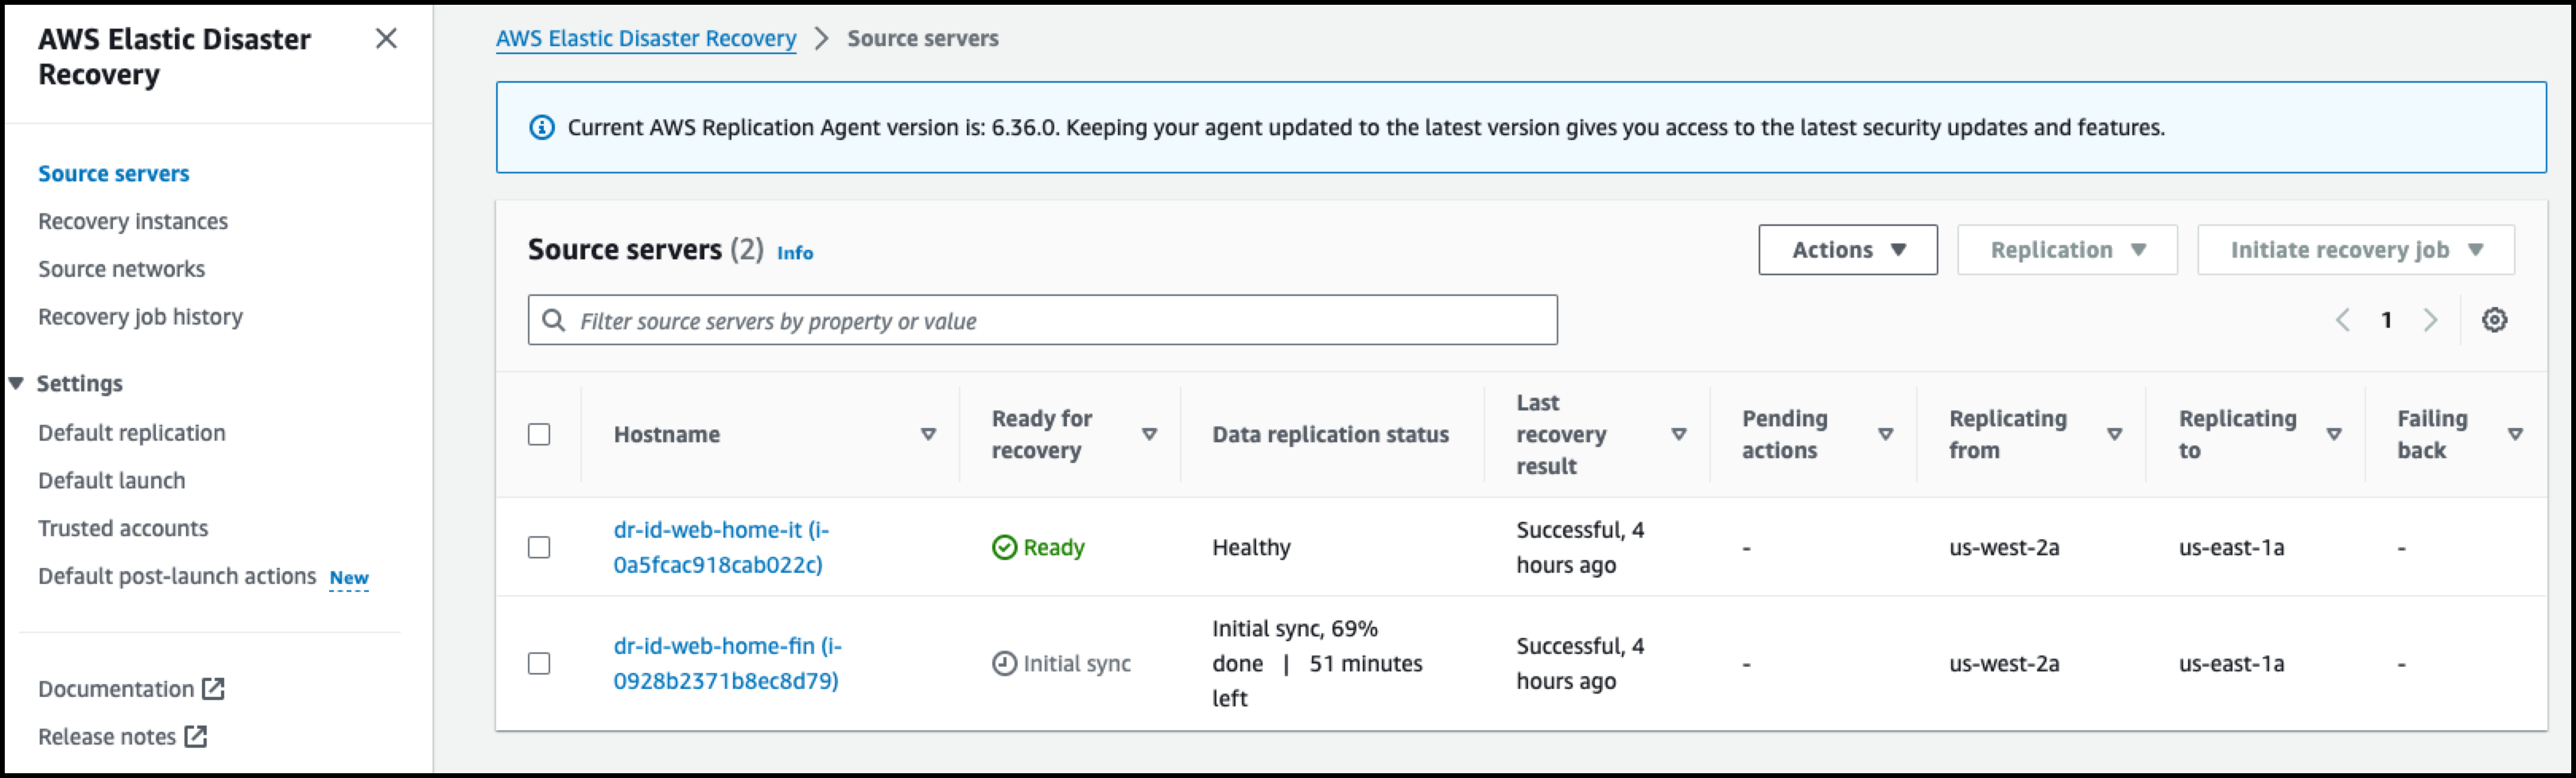 AWS Elastic Disaster
Recovery
Source servers
Recovery instances
Source networks
Recovery job history
Settings
Default replication
Default launch
Trusted accounts
Default post-launch actions New
Documentation
Release notes
AWS Elastic Disaster Recovery > Source servers
Current AWS Replication Agent version is: 6.36.0. Keeping your agent updated to the latest version gives you access to the latest security updates and features.
Source servers (2) Info
Actions
Replication
Initiate recovery job
Filter source servers by property or value
1
Hostname
Ready for
recovery
Data replication status
Last
recovery
result
Pending
actions
Replicating
from
Replicating
to
Failing
back
dr-id-web-home-it (i-
0a5fcac918cab022c)
Ready
Healthy
Successful, 4
hours ago
-
us-west-2a
us-east-1a
-
dr-id-web-home-fin (i-
0928b2371b8ec8d79)
Initial sync
Initial sync, 69%
done | 51 minutes
left
Successful, 4
hours ago
-
us-west-2a
us-east-1a
-